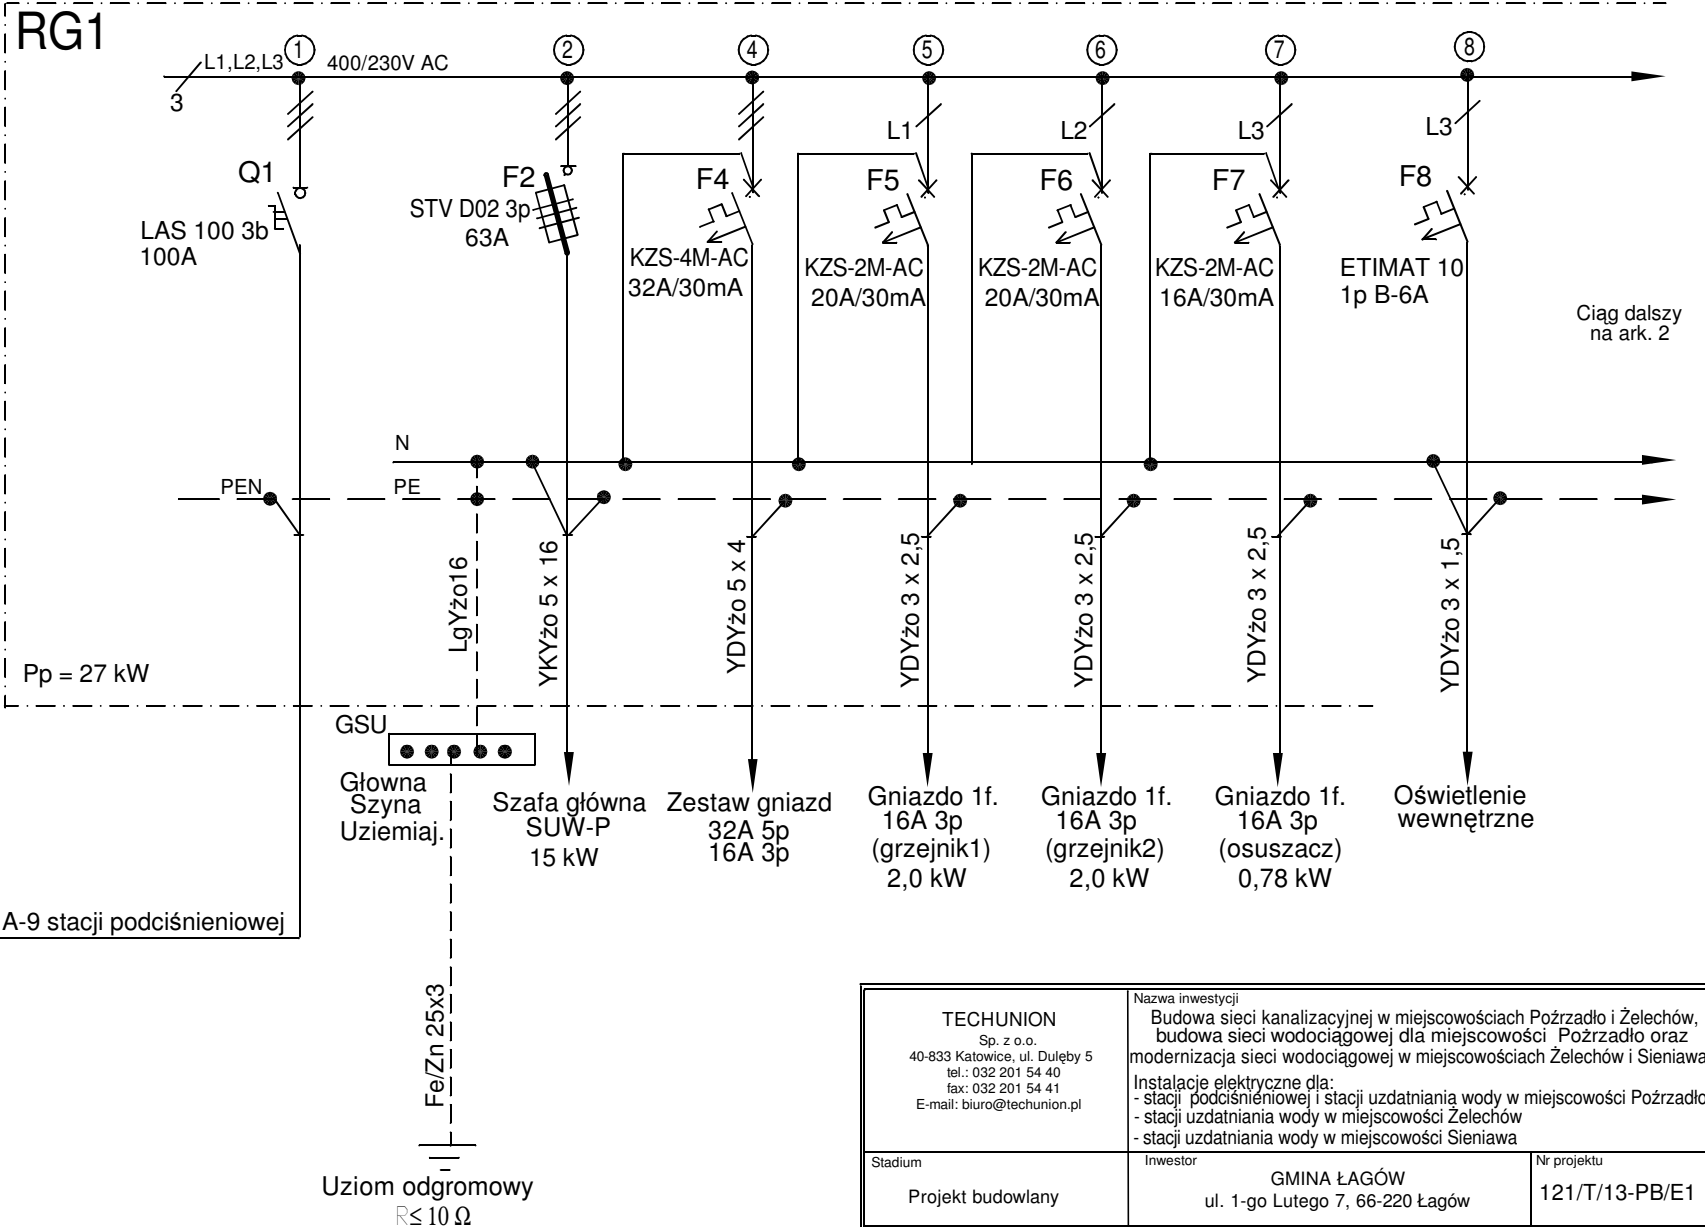 RG1
L1,L2,L3
400/230V AC
3
1
2
4
5
6
7
8
L1
L2
L3
L3
Q1
LAS 100 3b
100A
F2
STV D02 3p
63A
F4
KZS-4M-AC
32A/30mA
F5
KZS-2M-AC
20A/30mA
F6
KZS-2M-AC
20A/30mA
F7
KZS-2M-AC
16A/30mA
F8
ETIMAT 10
1p B-6A
Ciąg dalszy
na ark. 2
N
PEN
PE
LgYżo16
YKYżo 5 x 16
YDYżo 5 x 4
YDYżo 3 x 2,5
YDYżo 3 x 2,5
YDYżo 3 x 2,5
YDYżo 3 x 1,5
Pp = 27 kW
GSU
Głowna
Szyna
Uziemiaj.
Szafa główna
SUW-P
15 kW
Zestaw gniazd
32A 5p
16A 3p
Gniazdo 1f.
16A 3p
(grzejnik1)
2,0 kW
Gniazdo 1f.
16A 3p
(grzejnik2)
2,0 kW
Gniazdo 1f.
16A 3p
(osuszacz)
0,78 kW
Oświetlenie
wewnętrzne
A-9 stacji podciśnieniowej
Fe/Zn 25x3
Uziom odgromowy
R≤ 10 Ω
TECHUNION
Sp. z o.o.
40-833 Katowice, ul. Dulęby 5
tel.: 032 201 54 40
fax: 032 201 54 41
E-mail: biuro@techunion.pl
Nazwa inwestycji
Budowa sieci kanalizacyjnej w miejscowościach Poźrzadło i Żelechów,
budowa sieci wodociągowej dla miejscowości Pożrzadło oraz
modernizacja sieci wodociągowej w miejscowościach Żelechów i Sieniawa
Instalacje elektryczne dla:
- stacji podciśnieniowej i stacji uzdatniania wody w miejscowości Poźrzadło
- stacji uzdatniania wody w miejscowości Żelechów
- stacji uzdatniania wody w miejscowości Sieniawa
Stadium
Projekt budowlany
Inwestor
GMINA ŁAGÓW
ul. 1-go Lutego 7, 66-220 Łagów
Nr projektu
121/T/13-PB/E1